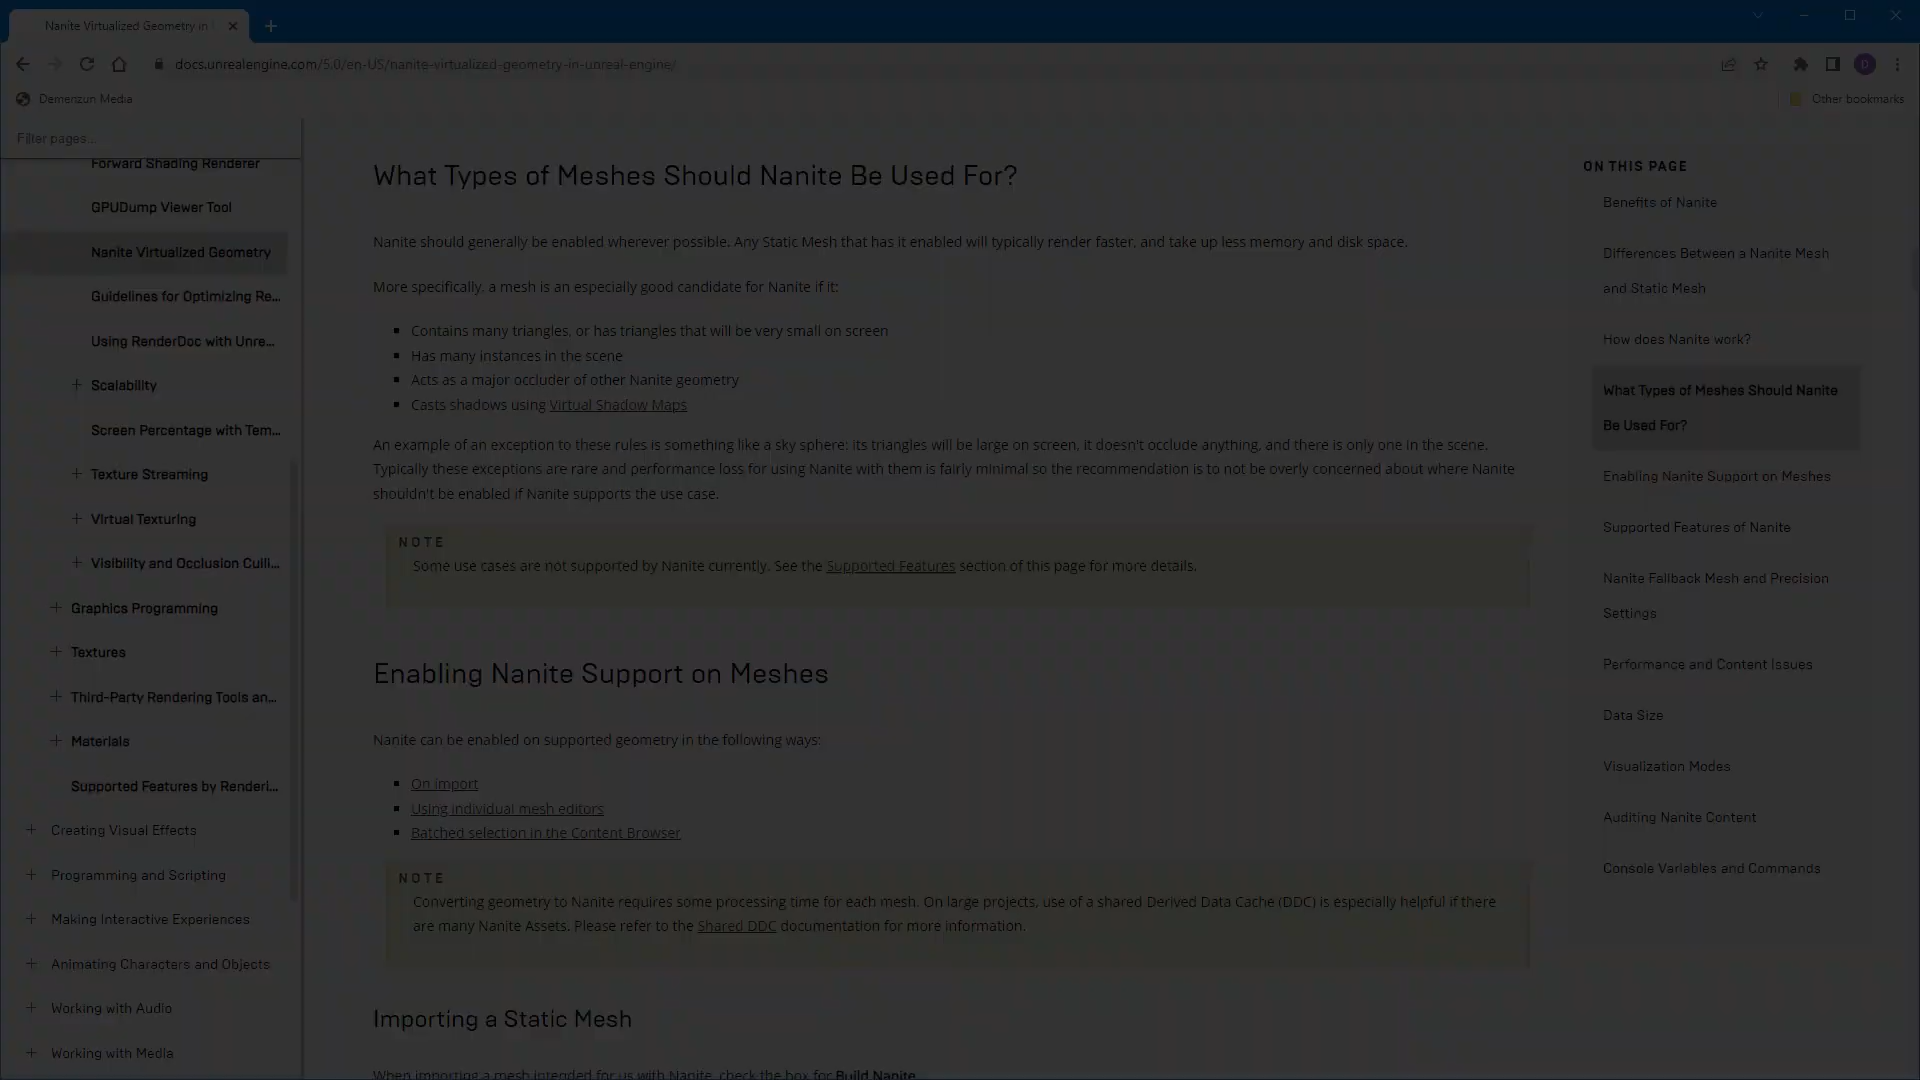 Nanite Virtualized Geometry in
docs.unrealengine.com/5.0/en-US/nanite-virtualized-geometry-in-unreal-engine/
D
Demenzun Media
Other bookmarks
Filter pages...
Forward Shading Renderer
GPUDump Viewer Tool
Nanite Virtualized Geometry
Guidelines for Optimizing Re...
Using RenderDoc with Unre...
Scalability
Screen Percentage with Tem...
Texture Streaming
Virtual Texturing
Visibility and Occlusion Culli...
Graphics Programming
Textures
Third-Party Rendering Tools an...
Materials
Supported Features by Renderi...
Creating Visual Effects
Programming and Scripting
Making Interactive Experiences
Animating Characters and Objects
Working with Audio
Working with Media
What Types of Meshes Should Nanite Be Used For?
Nanite should generally be enabled wherever possible. Any Static Mesh that has it enabled will typically render faster, and take up less memory and disk space.
More specifically, a mesh is an especially good candidate for Nanite if it:
Contains many triangles, or has triangles that will be very small on screen
Has many instances in the scene
Acts as a major occluder of other Nanite geometry
Casts shadows using Virtual Shadow Maps
An example of an exception to these rules is something like a sky sphere: its triangles will be large on screen, it doesn't occlude anything, and there is only one in the scene.
Typically these exceptions are rare and performance loss for using Nanite with them is fairly minimal so the recommendation is to not be overly concerned about where Nanite
shouldn't be enabled if Nanite supports the use case.
NOTE
Some use cases are not supported by Nanite currently. See the Supported Features section of this page for more details.
Enabling Nanite Support on Meshes
Nanite can be enabled on supported geometry in the following ways:
On import
Using individual mesh editors
Batched selection in the Content Browser
NOTE
Converting geometry to Nanite requires some processing time for each mesh. On large projects, use of a shared Derived Data Cache (DDC) is especially helpful if there
are many Nanite Assets. Please refer to the Shared DDC documentation for more information.
Importing a Static Mesh
When importing a mesh intended for us with Nanite, check the box for Build Nanite.
ON THIS PAGE
Benefits of Nanite
Differences Between a Nanite Mesh
and Static Mesh
How does Nanite work?
What Types of Meshes Should Nanite
Be Used For?
Enabling Nanite Support on Meshes
Supported Features of Nanite
Nanite Fallback Mesh and Precision
Settings
Performance and Content Issues
Data Size
Visualization Modes
Auditing Nanite Content
Console Variables and Commands